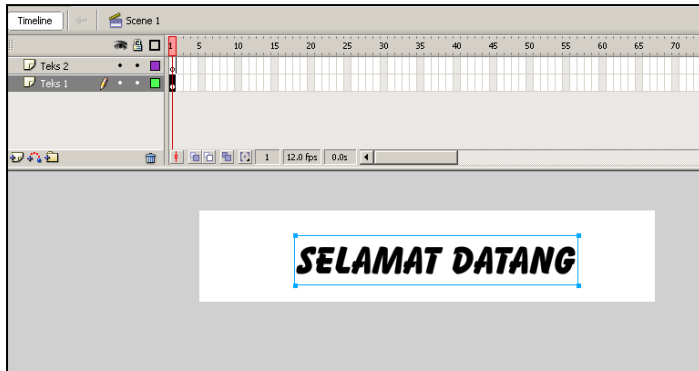 Timeline Scene 1
1 5 10 15 20 25 30 35 40 45 50 55 60 65 70
Teks 2
Teks 1
1 12.0 fps 0.0s
SELAMAT DATANG